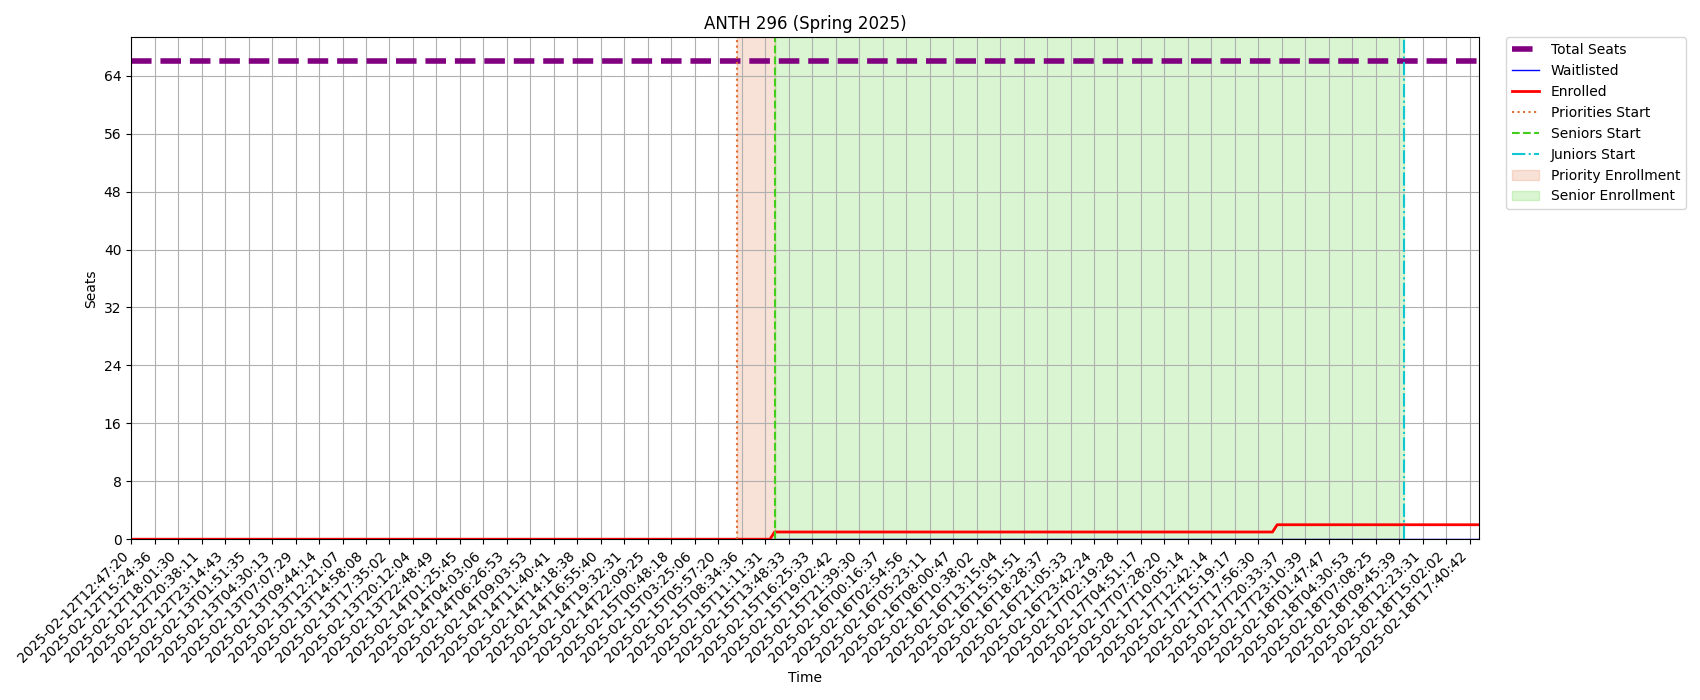 ANTH 296 (Spring 2025)
Total Seats
Waitlisted
Enrolled
Priorities Start
Seniors Start
Juniors Start
Priority Enrollment
Senior Enrollment
Seats
64
56
48
40
32
24
16
8
0
2025-02-12T12:47:20
2025-02-12T15:24:36
2025-02-12T18:01:30
2025-02-12T20:38:11
2025-02-12T23:14:43
2025-02-13T01:51:35
2025-02-13T04:30:13
2025-02-13T07:07:29
2025-02-13T09:44:14
2025-02-13T12:21:07
2025-02-13T14:58:08
2025-02-13T17:35:02
2025-02-13T20:12:04
2025-02-13T22:48:49
2025-02-14T01:25:45
2025-02-14T04:03:06
2025-02-14T06:26:53
2025-02-14T09:03:53
2025-02-14T11:40:41
2025-02-14T14:18:38
2025-02-14T16:55:40
2025-02-14T19:32:31
2025-02-14T22:09:25
2025-02-15T00:48:18
2025-02-15T03:25:06
2025-02-15T05:57:20
2025-02-15T08:34:36
2025-02-15T11:11:31
2025-02-15T13:48:33
2025-02-15T16:25:33
2025-02-15T19:02:42
2025-02-15T21:39:30
2025-02-16T00:16:37
2025-02-16T02:54:56
2025-02-16T05:23:11
2025-02-16T08:00:47
2025-02-16T10:38:02
2025-02-16T13:15:04
2025-02-16T15:51:51
2025-02-16T18:28:37
2025-02-16T21:05:33
2025-02-16T23:42:24
2025-02-17T02:19:28
2025-02-17T04:51:17
2025-02-17T07:28:20
2025-02-17T10:05:14
2025-02-17T12:42:14
2025-02-17T15:19:17
2025-02-17T17:56:30
2025-02-17T20:33:37
2025-02-17T23:10:39
2025-02-18T01:47:47
2025-02-18T04:30:53
2025-02-18T07:08:25
2025-02-18T09:45:39
2025-02-18T12:23:31
2025-02-18T15:02:02
2025-02-18T17:40:42
Time